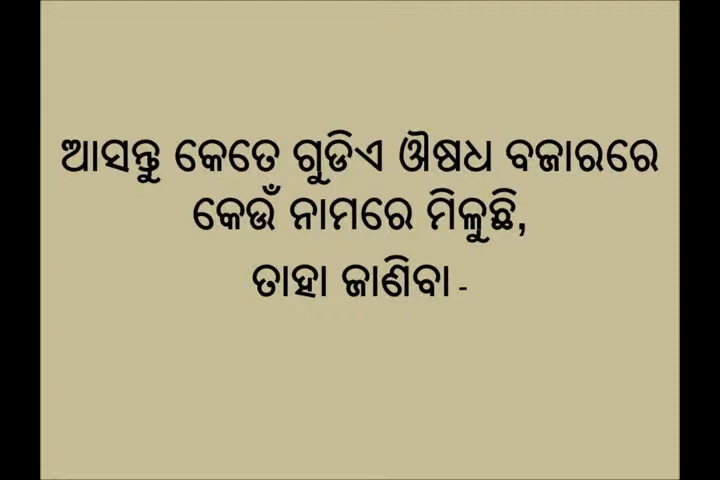 ଆସନ୍ତୁ କେତେ ଗୁଡିଏ ଔଷଧ ବଜାରରେ
କେଉଁ ନାମରେ ମିଳୁଛି,
ତାହା ଜାଣିବା -